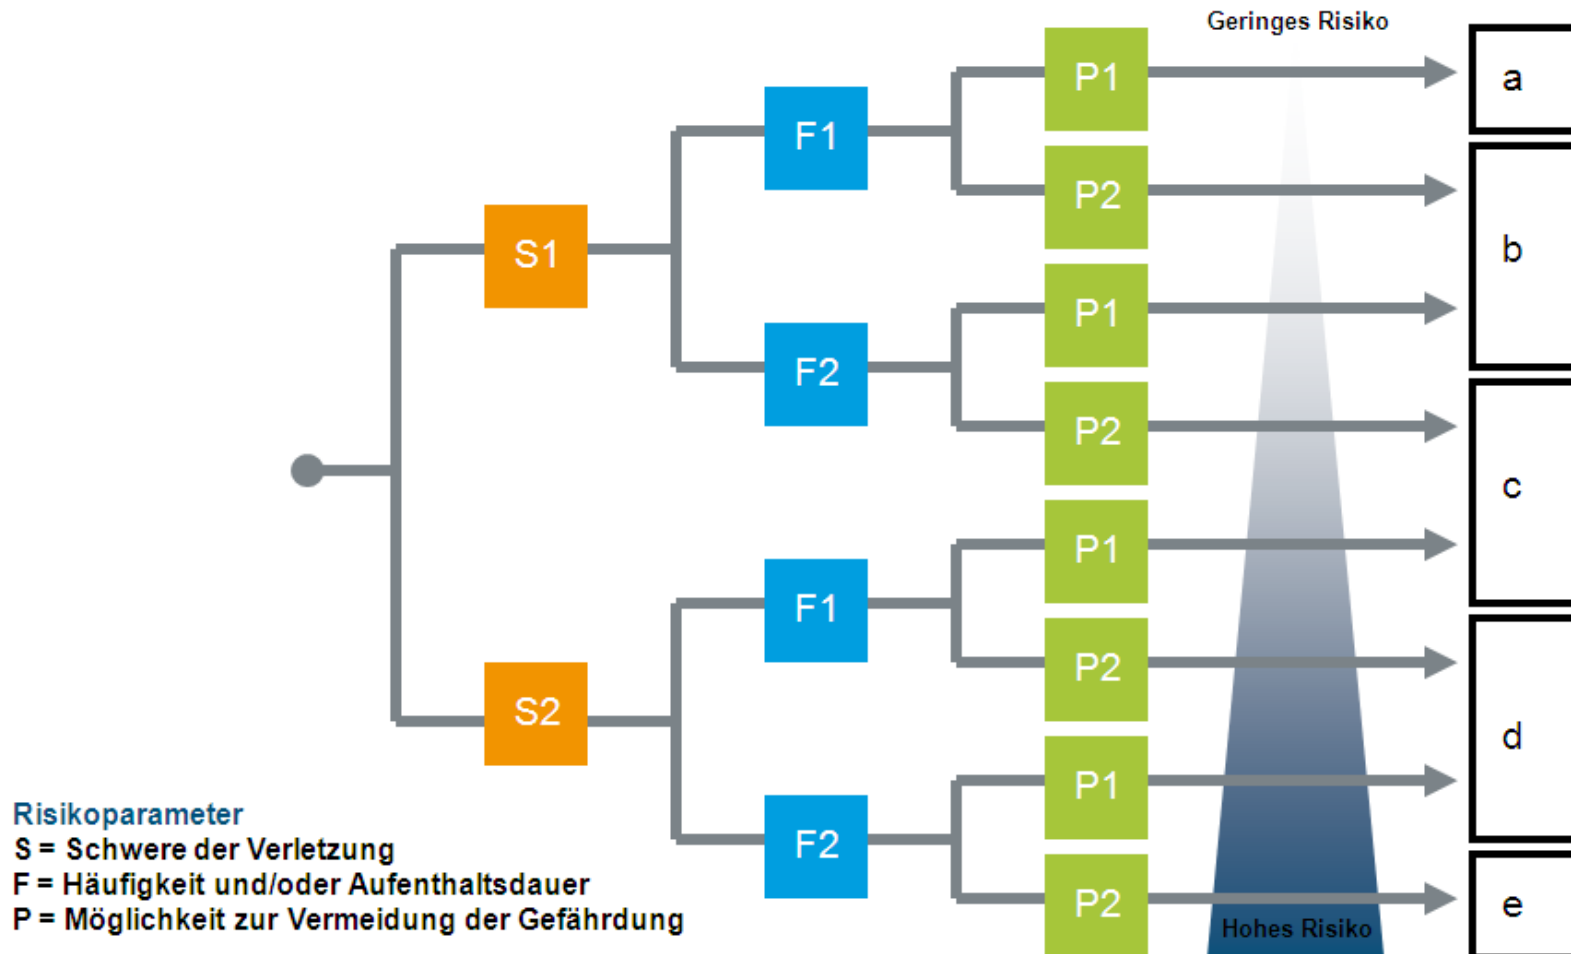 Geringes Risiko
P1
a
F1
P2
S1
b
P1
F2
P2
c
P1
F1
P2
S2
d
P1
F2
P2
e
Hohes Risiko
Risikoparameter
S = Schwere der Verletzung
F = Häufigkeit und/oder Aufenthaltsdauer
P = Möglichkeit zur Vermeidung der Gefährdung